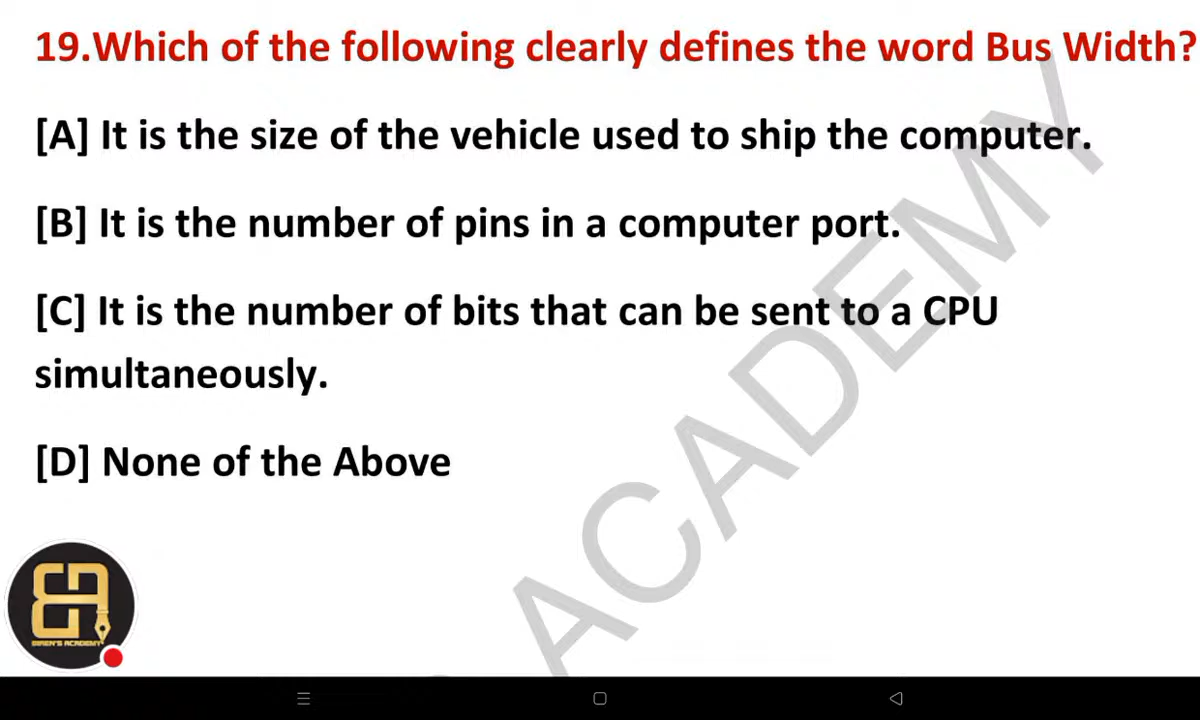 19.Which of the following clearly defines the word Bus Width?
[A] It is the size of the vehicle used to ship the computer.
[B] It is the number of pins in a computer port.
[C] It is the number of bits that can be sent to a CPU
simultaneously.
[D] None of the Above
ACADEMY